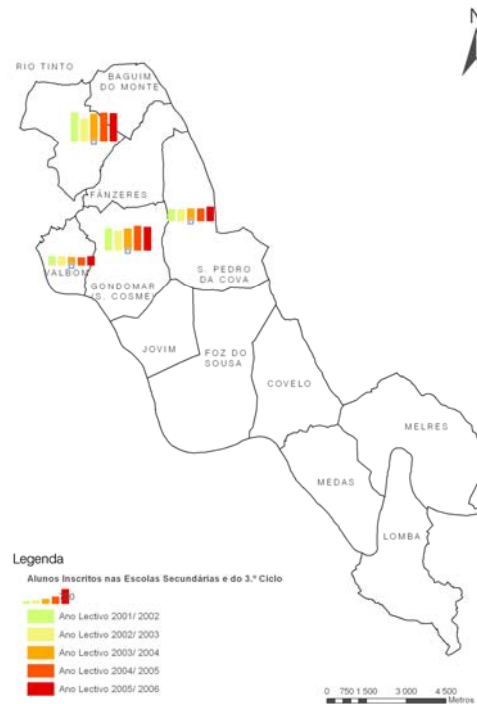 N
RIO TINTO
BAGUIM
DO MONTE
FÂNZERES
VALBOM
GONDOMAR
(S. COSME)
S. PEDRO
DA COVA
JOVIM
FOZ DO
SOUSA
COVELO
MELRES
MEDAS
LOMBA
Legenda
Alunos Inscritos nas Escolas Secundárias e do 3.º Ciclo
Ano Lectivo 2001/ 2002
Ano Lectivo 2002/ 2003
Ano Lectivo 2003/ 2004
Ano Lectivo 2004/ 2005
Ano Lectivo 2005/ 2006
0 750 1 500 3 000 4 500
Metros